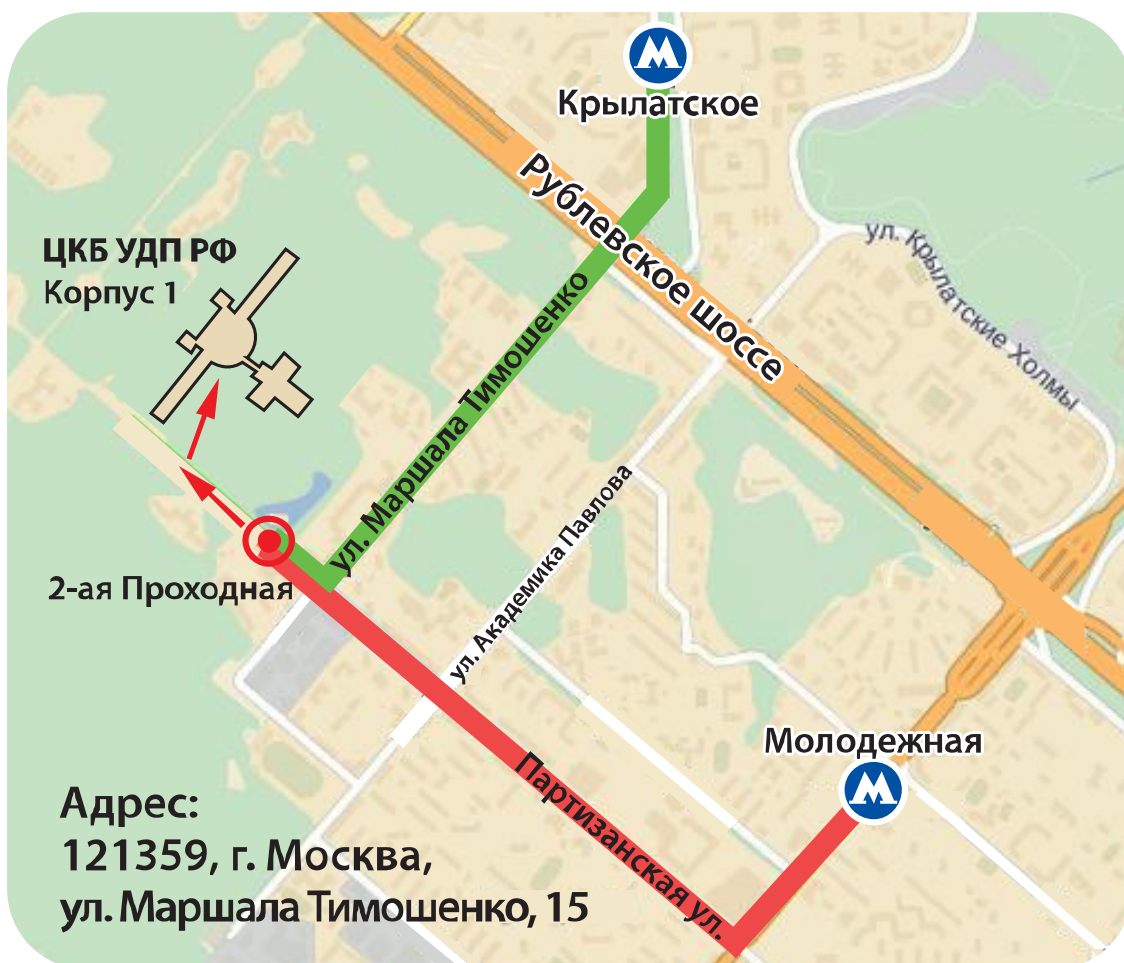 М
Крылатское
Рублевское шоссе
ул. Крылатские Холмы
ЦКБ УДП РФ
Корпус 1
ул. Маршала Тимошенко
ул. Академика Павлова
2-ая Проходная
Молодежная
М
Партизанская ул.
Адрес:
121359, г. Москва,
ул. Маршала Тимошенко, 15